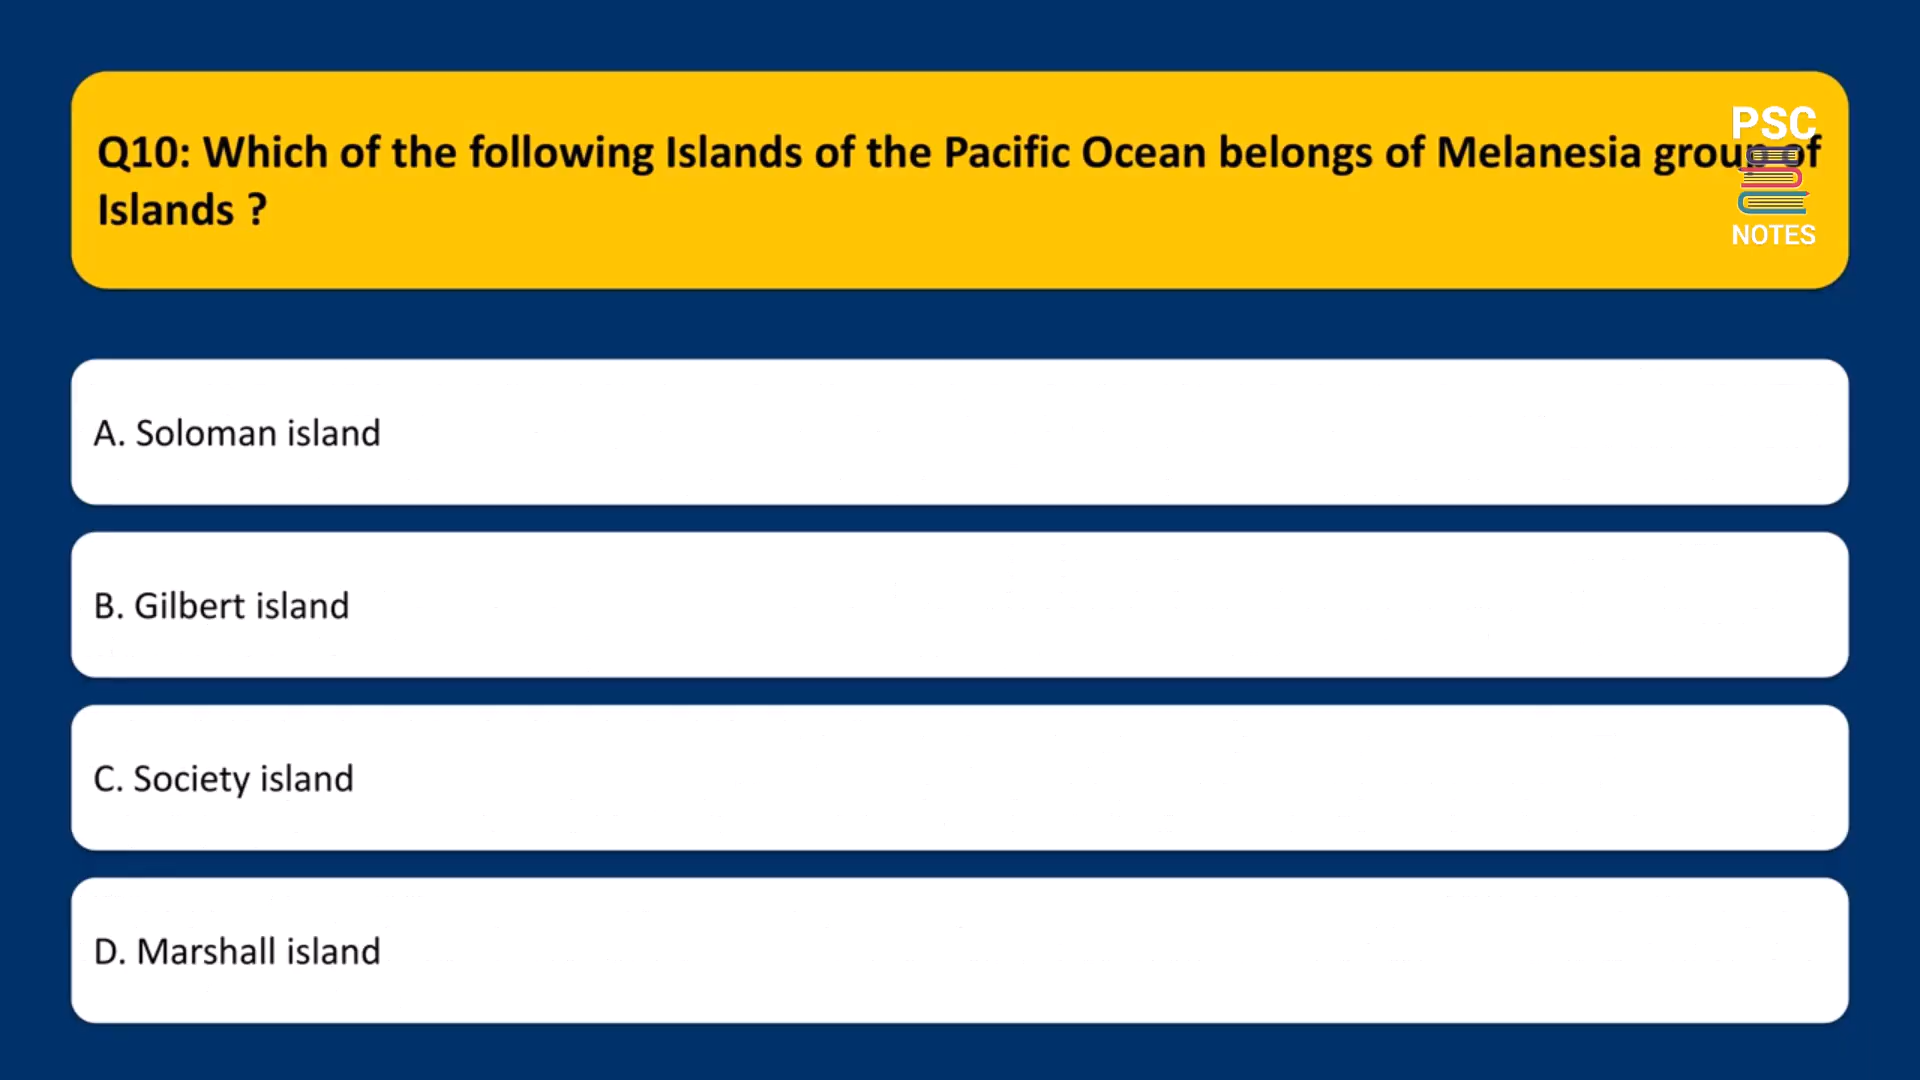 Q10: Which of the following Islands of the Pacific Ocean belongs of Melanesia group of
Islands ?
PSC
NOTES
A. Soloman island
B. Gilbert island
C. Society island
D. Marshall island